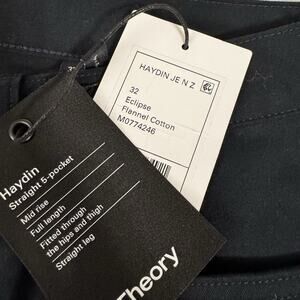 HAYDIN JE N Z
32
Eclipse
Flannel Cotton
M0774246
Haydin
Straight 5-pocket
Mid rise
Full length
Fitted through
the hips and thigh
Straight leg
Theory